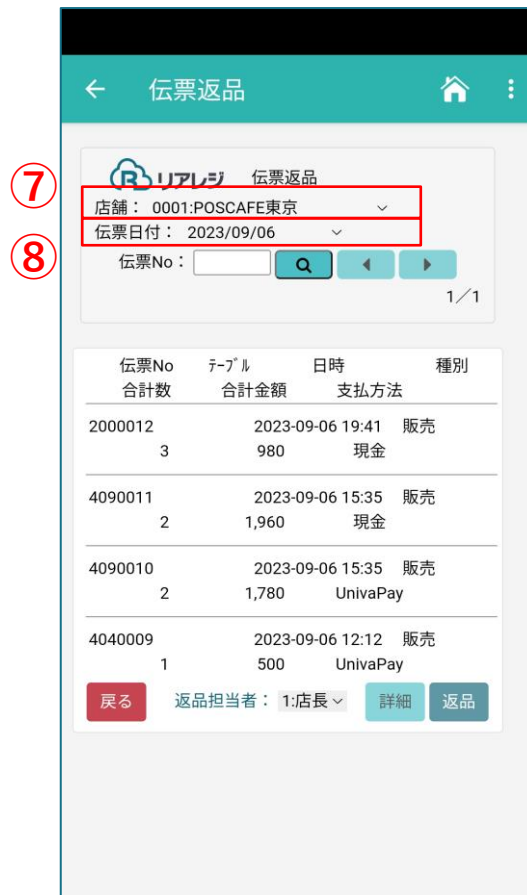 伝票返品
リアレジ 伝票返品
⑦
店舗： 0001:POSCAFE東京
伝票日付： 2023/09/06
⑧
伝票No：
1／1
伝票No ﾃｰﾌﾞﾙ 日時 種別
合計数 合計金額 支払方法
2000012 2023-09-06 19:41 販売
3 980 現金
4090011 2023-09-06 15:35 販売
2 1,960 現金
4090010 2023-09-06 15:35 販売
2 1,780 UnivaPay
4040009 2023-09-06 12:12 販売
1 500 UnivaPay
戻る 返品担当者： 1:店長 詳細 返品